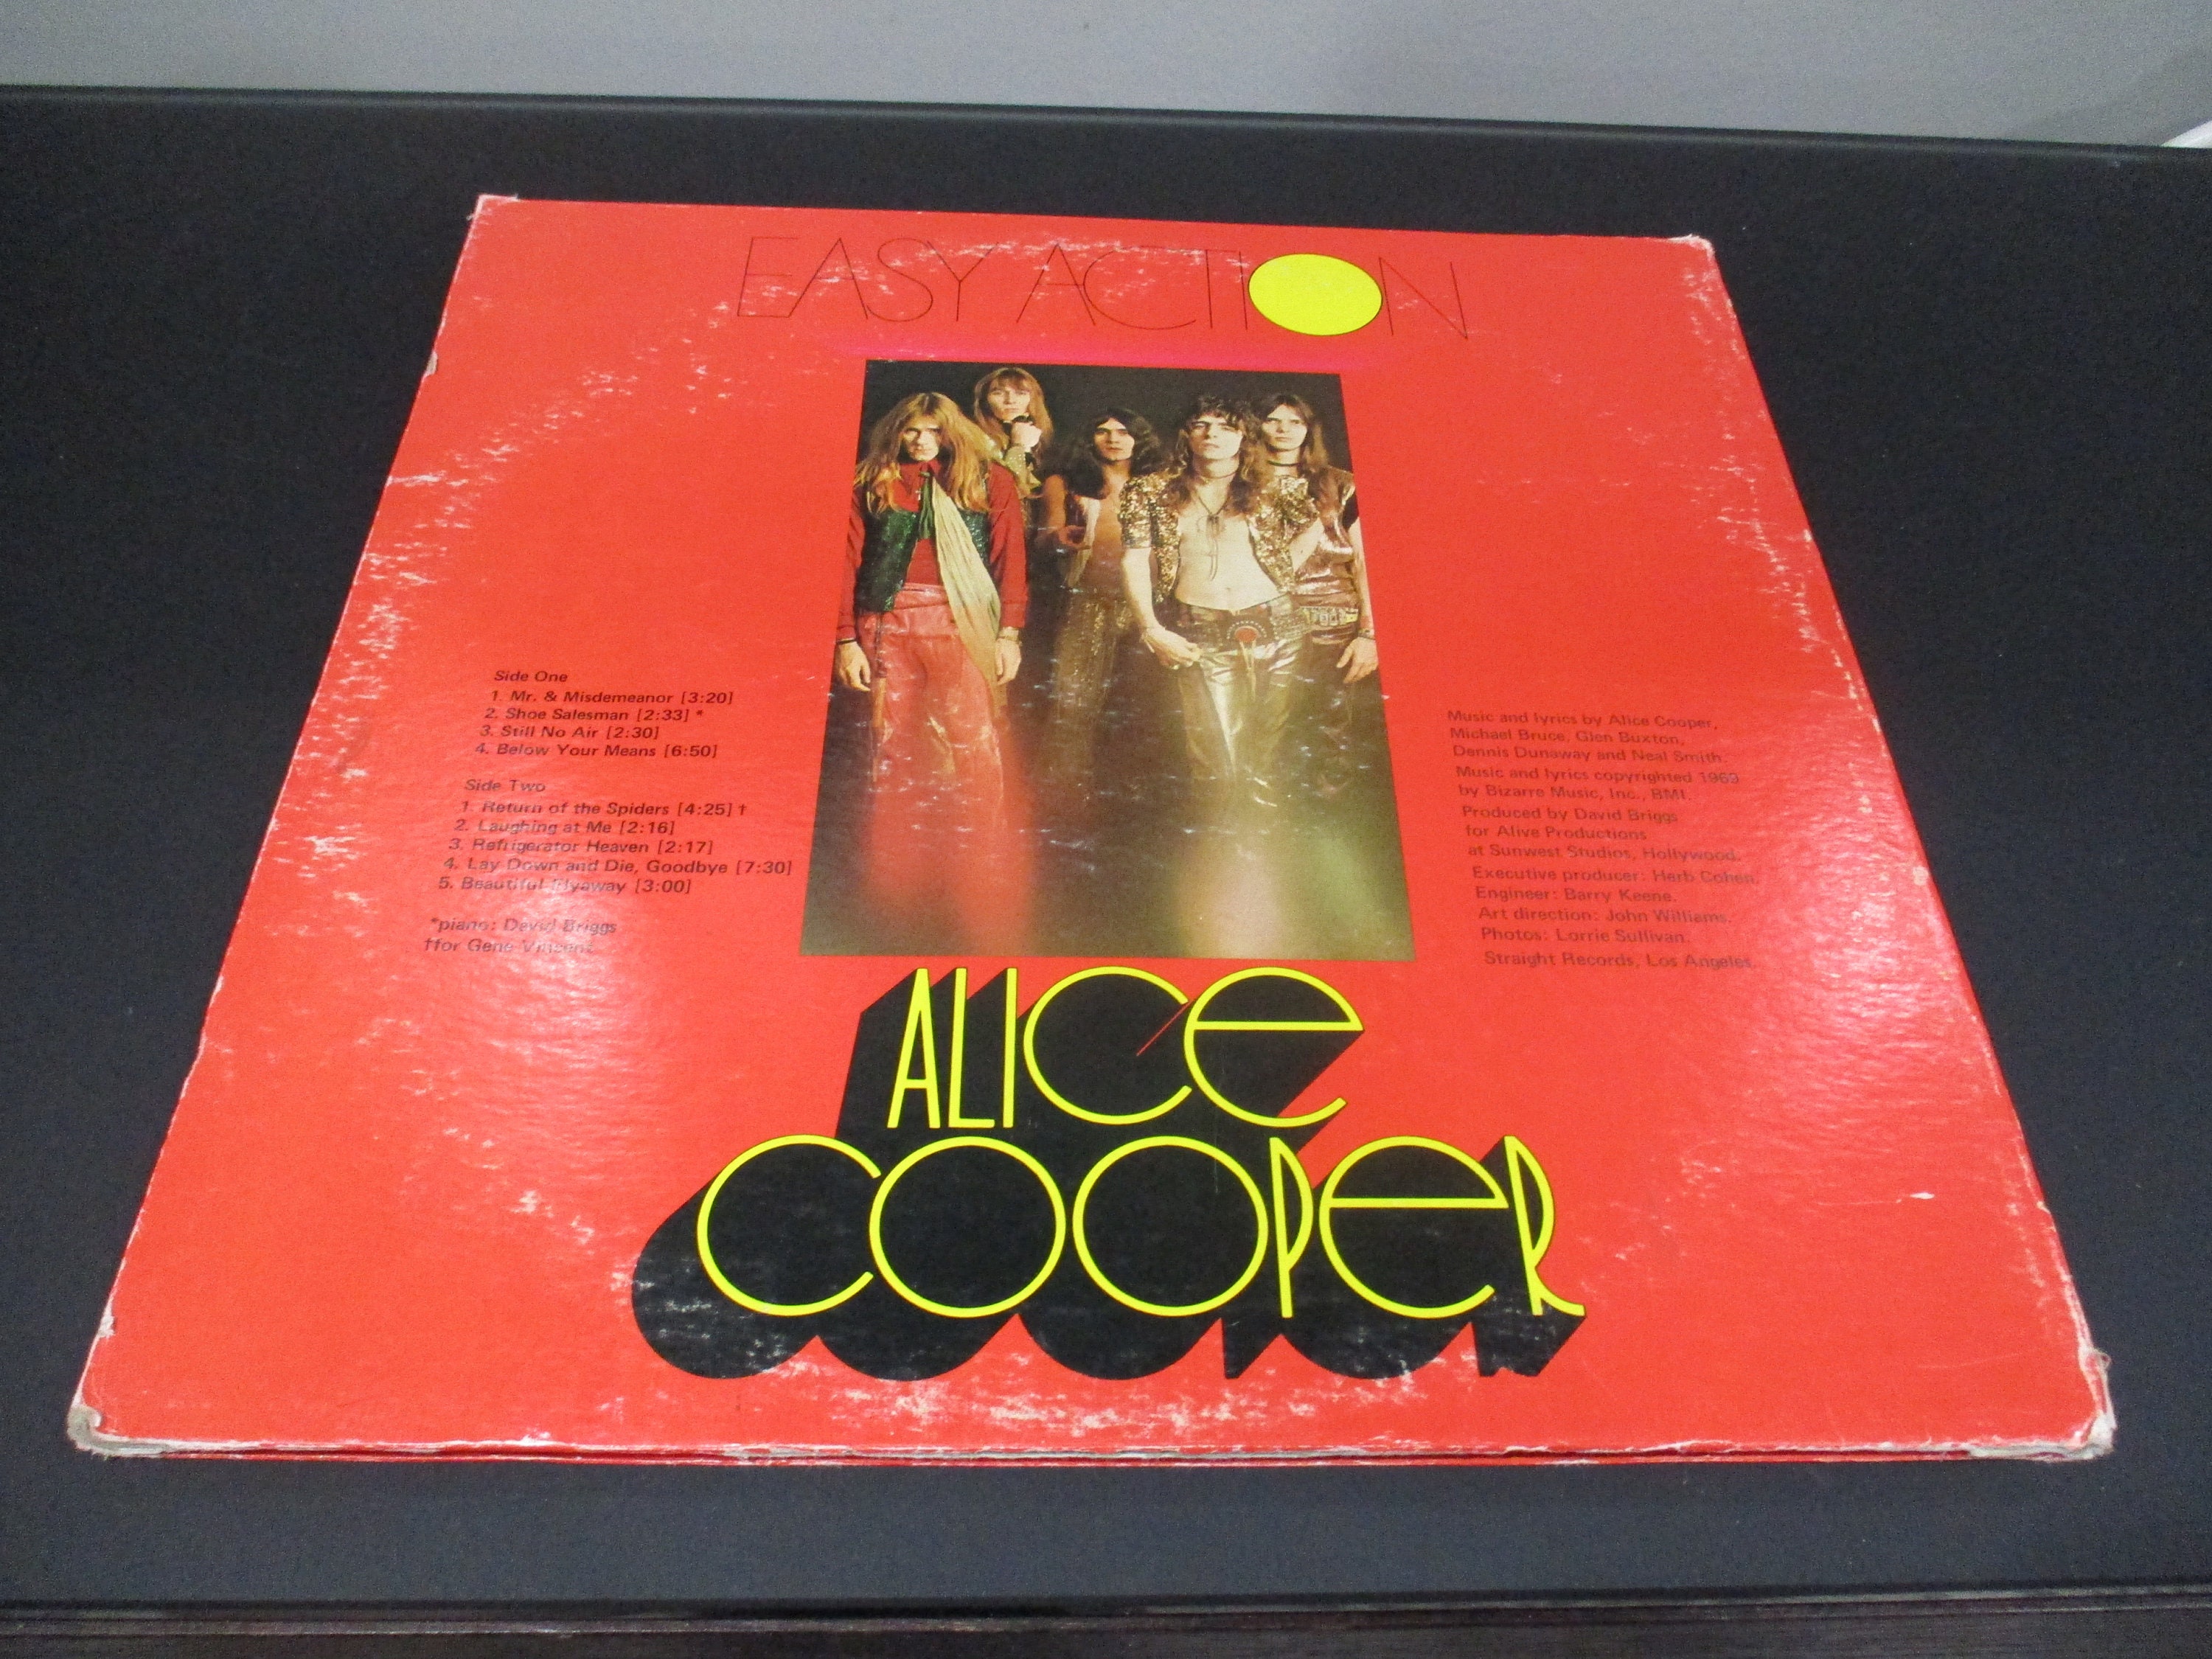 EASY ACTION
Side One
1. Mr. & Misdemeanor [3:20]
2. Shoe Salesman [2:33] *
3. Still No Air [2:30]
4. Below Your Means [6:50]
Side Two
1. Return of the Spiders [4:25] †
2. Laughing at Me [2:16]
3. Refrigerator Heaven [2:17]
4. Lay Down and Die, Goodbye [7:30]
5. Beautiful Flyaway [3:00]
*piano: David Briggs
†for Gene Vincent
Music and lyrics by Alice Cooper,
Michael Bruce, Glen Buxton,
Dennis Dunaway and Neal Smith.
Music and lyrics copyrighted 1969
by Bizarre Music, Inc., BMI.
Produced by David Briggs
for Alive Productions
at Sunwest Studios, Hollywood.
Executive producer: Herb Cohen.
Engineer: Barry Keene.
Art direction: John Williams.
Photos: Lorrie Sullivan.
Straight Records, Los Angeles.
ALICE
COOPER